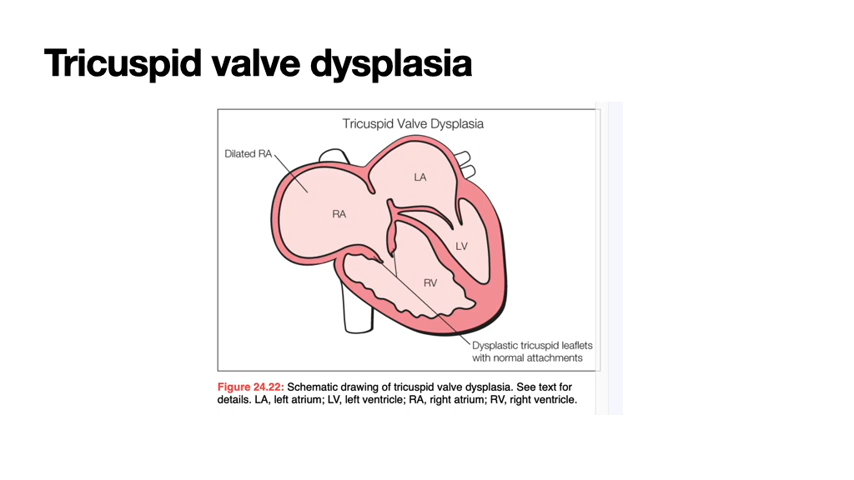 Tricuspid valve dysplasia
Tricuspid Valve Dysplasia
Dilated RA
LA
RA
LV
RV
Dysplastic tricuspid leaflets
with normal attachments
Figure 24.22: Schematic drawing of tricuspid valve dysplasia. See text for
details. LA, left atrium; LV, left ventricle; RA, right atrium; RV, right ventricle.